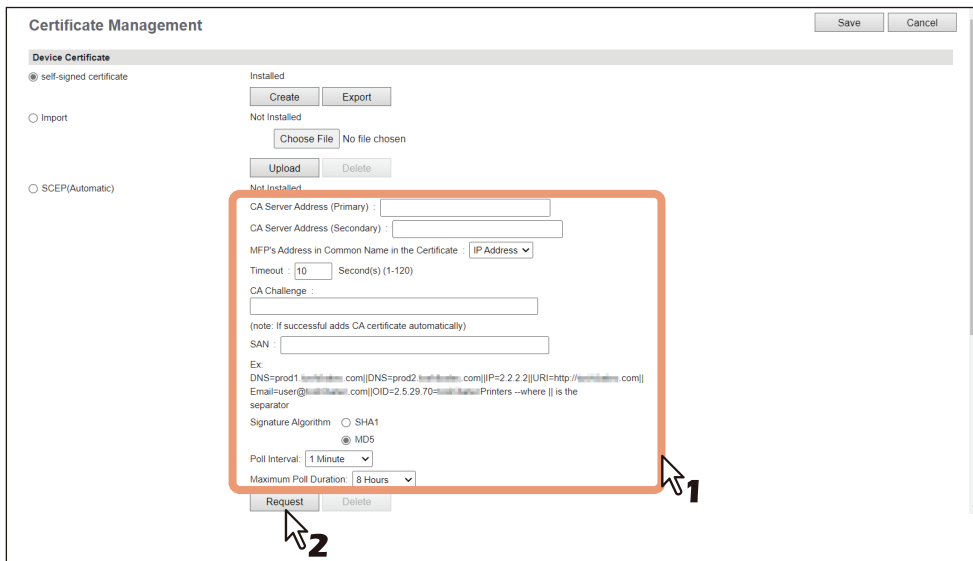 Certificate Management
Save Cancel
Device Certificate
self-signed certificate Installed
Create Export
Import Not Installed
Choose File No file chosen
Upload Delete
SCEP(Automatic) Not Installed
CA Server Address (Primary) :
CA Server Address (Secondary) :
MFP's Address in Common Name in the Certificate : IP Address
Timeout : 10 Second(s) (1-120)
CA Challenge :
(note: If successful adds CA certificate automatically)
SAN :
Ex:
DNS=prod1. .com||DNS=prod2. .com||IP=2.2.2.2||URI=http:// .com||
Email=user@ .com||OID=2.5.29.70= Printers --where || is the
separator
Signature Algorithm SHA1
MD5
Poll Interval: 1 Minute
Maximum Poll Duration: 8 Hours
1
Request Delete
2